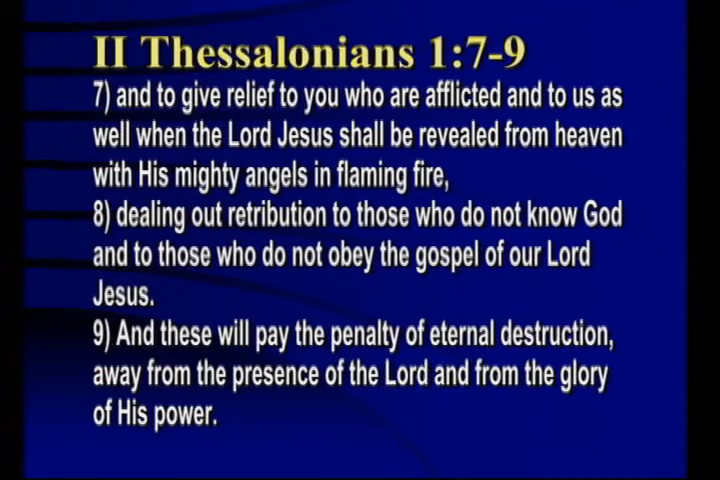 II Thessalonians 1:7-9
7) and to give relief to you who are afflicted and to us as
well when the Lord Jesus shall be revealed from heaven
with His mighty angels in flaming fire,
8) dealing out retribution to those who do not know God
and to those who do not obey the gospel of our Lord
Jesus.
9) And these will pay the penalty of eternal destruction,
away from the presence of the Lord and from the glory
of His power.